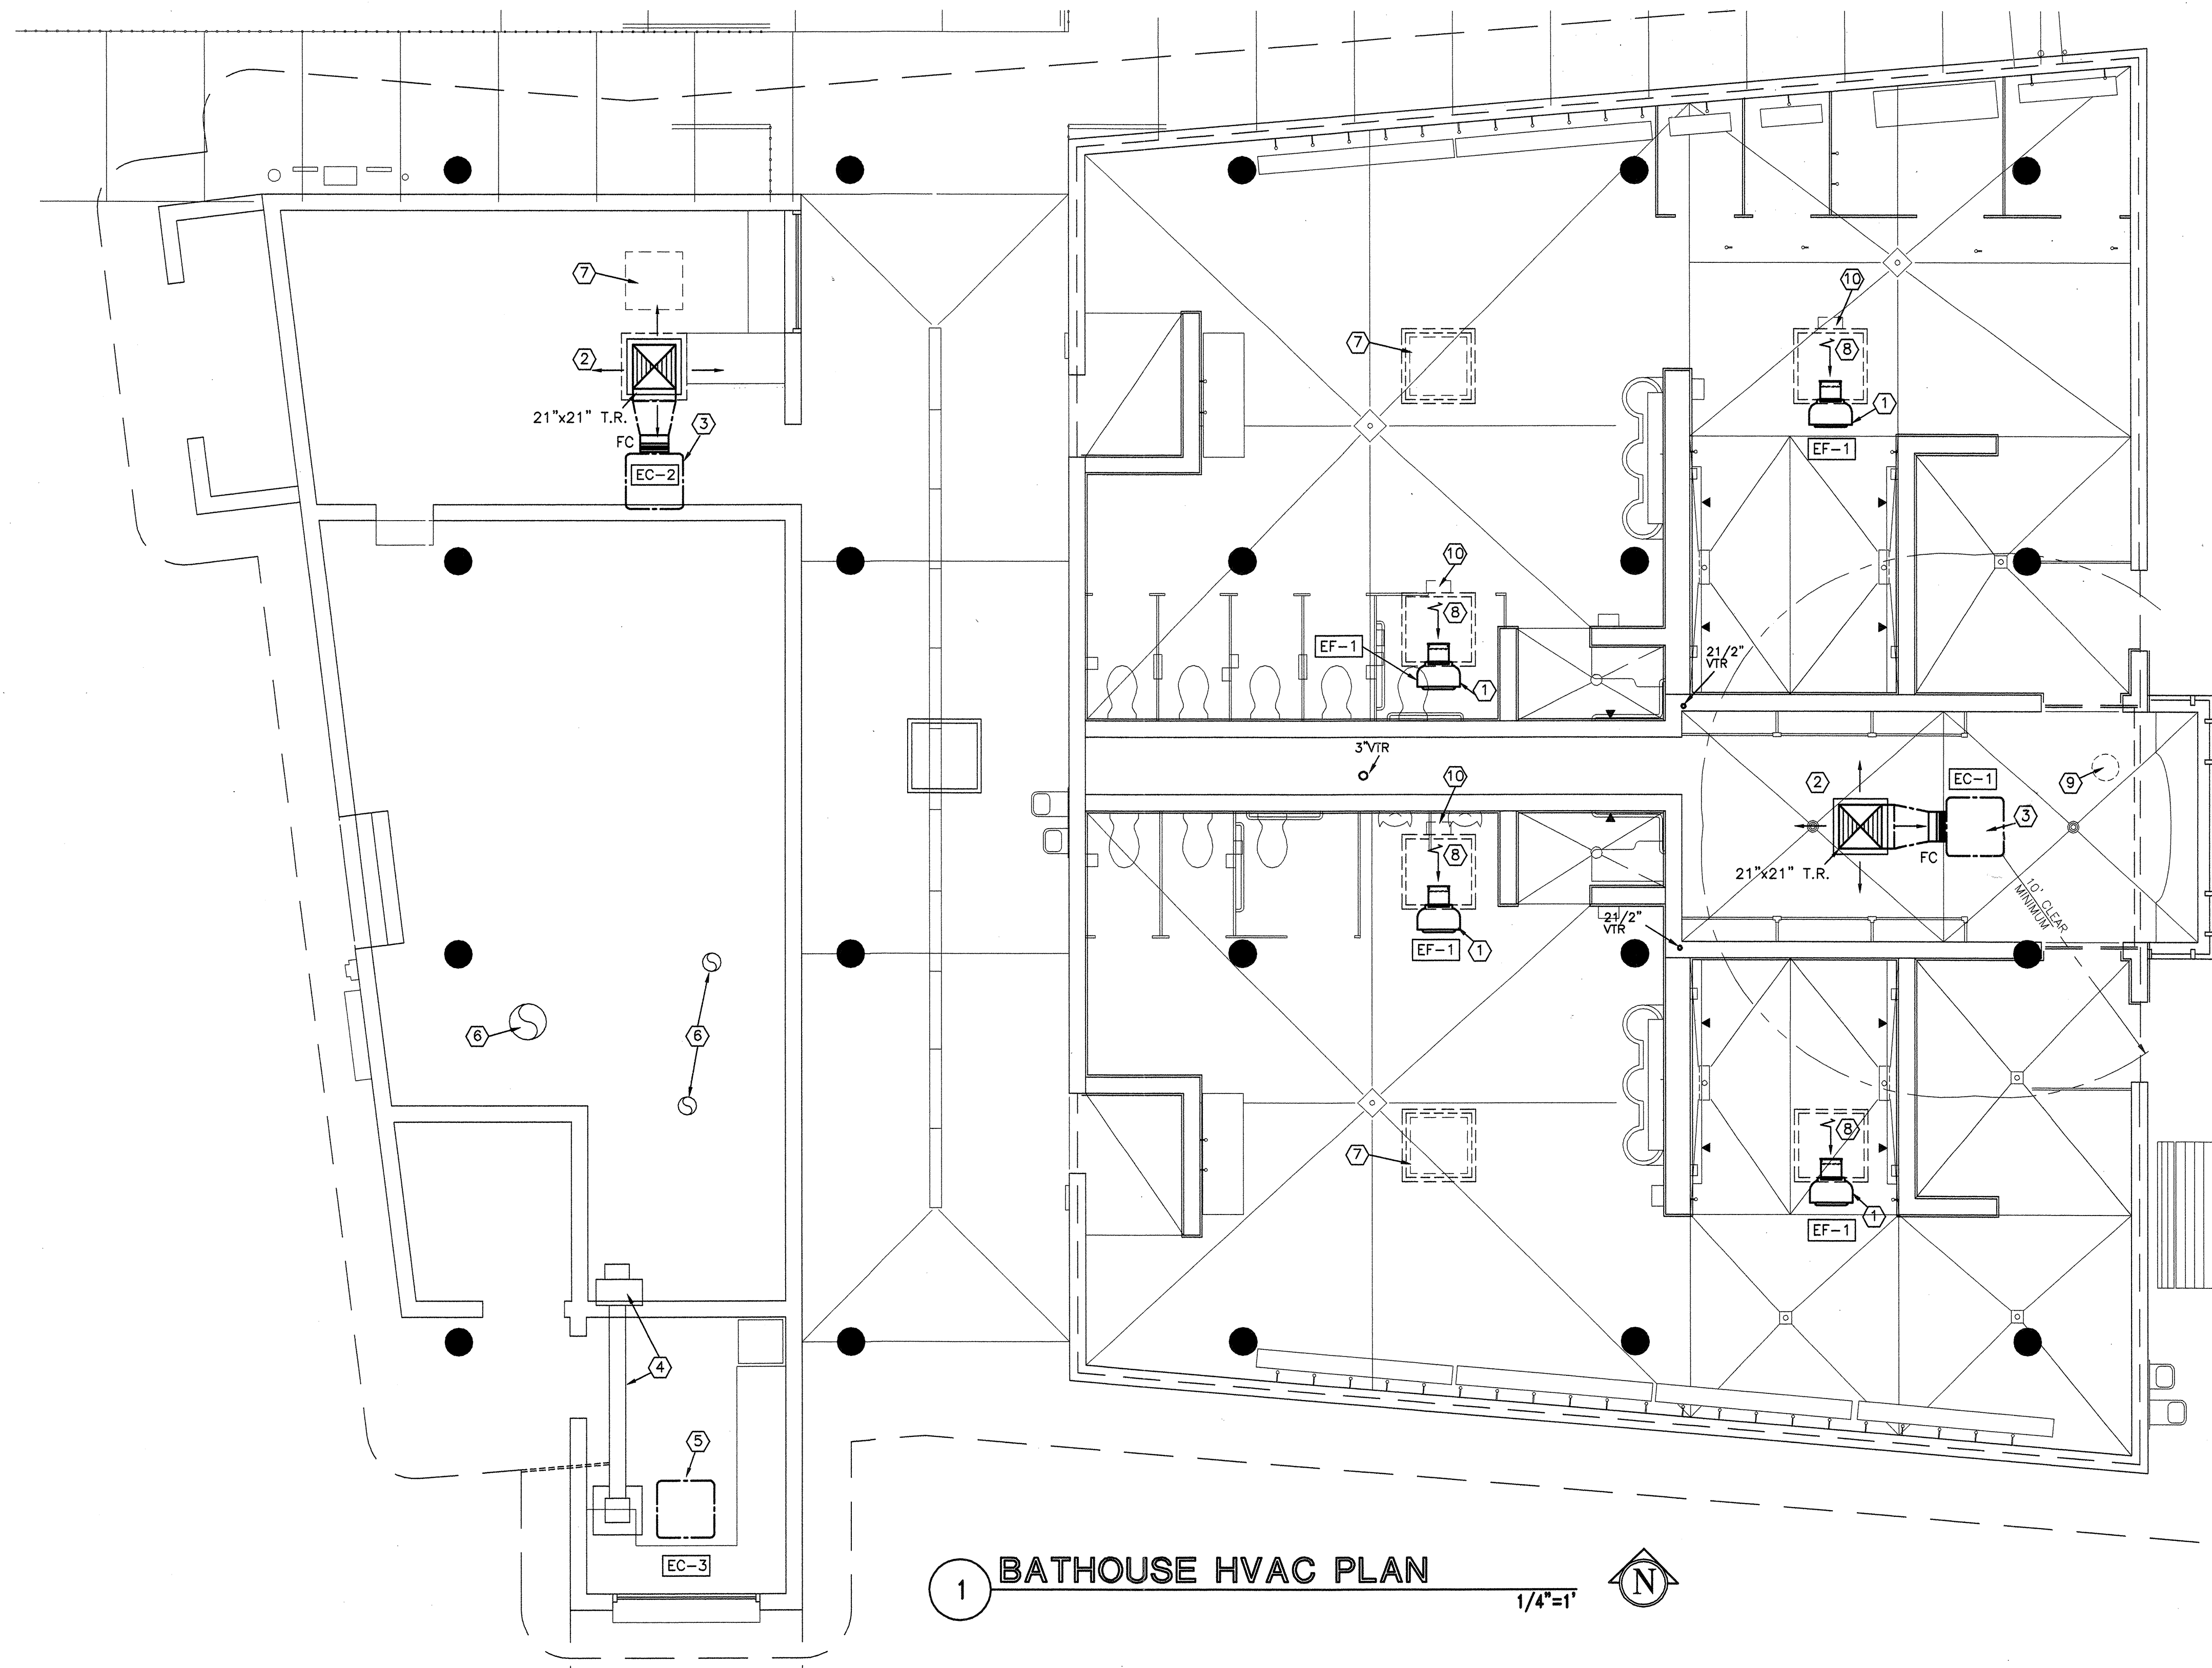 10
7
7
8
2
1
21"x21" T.R.
3
FC
EF-1
EC-2
10
8
EF-1
21/2"
VTR
1
3"VTR
10
2
EC-1
9
3
8
FC
21"x21" T.R.
10' CLEAR
MINIMUM
21/2"
VTR
EF-1
1
6
6
8
7
1
EF-1
4
5
EC-3
BATHOUSE HVAC PLAN
1
1/4"=1'
N